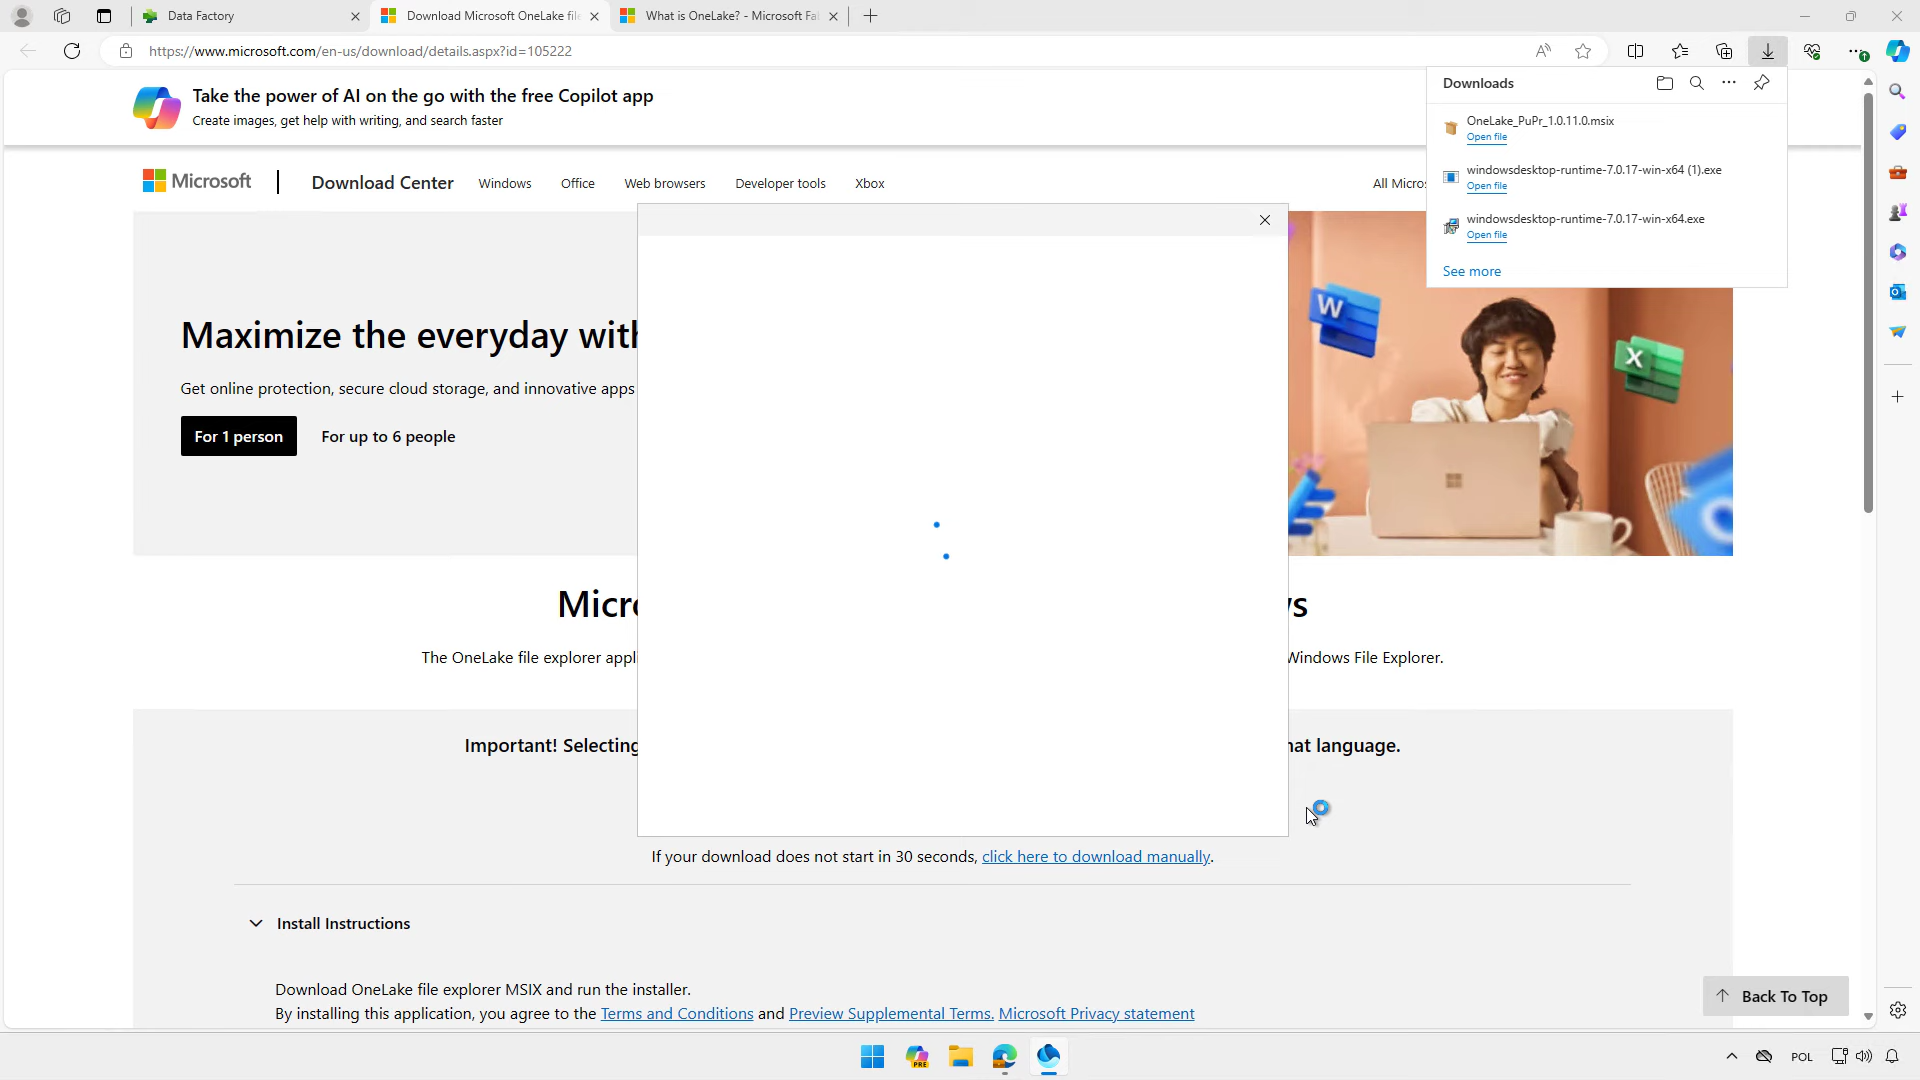 Data Factory
Download Microsoft OneLake file
What is OneLake? - Microsoft Fa
https://www.microsoft.com/en-us/download/details.aspx?id=105222
Take the power of AI on the go with the free Copilot app
Create images, get help with writing, and search faster
Downloads
OneLake_PuPr_1.0.11.0.msix
Open file
windowsdesktop-runtime-7.0.17-win-x64 (1).exe
Open file
windowsdesktop-runtime-7.0.17-win-x64.exe
Open file
See more
Microsoft
Download Center
Windows
Office
Web browsers
Developer tools
Xbox
All Micros
Maximize the everyday with
Get online protection, secure cloud storage, and innovative apps
For 1 person
For up to 6 people
W
X
The OneLake file explorer appli
Windows File Explorer.
Important! Selecting
hat language.
If your download does not start in 30 seconds, click here to download manually.
Install Instructions
Download OneLake file explorer MSIX and run the installer.
By installing this application, you agree to the Terms and Conditions and Preview Supplemental Terms. Microsoft Privacy statement
Back To Top
PRE
POL